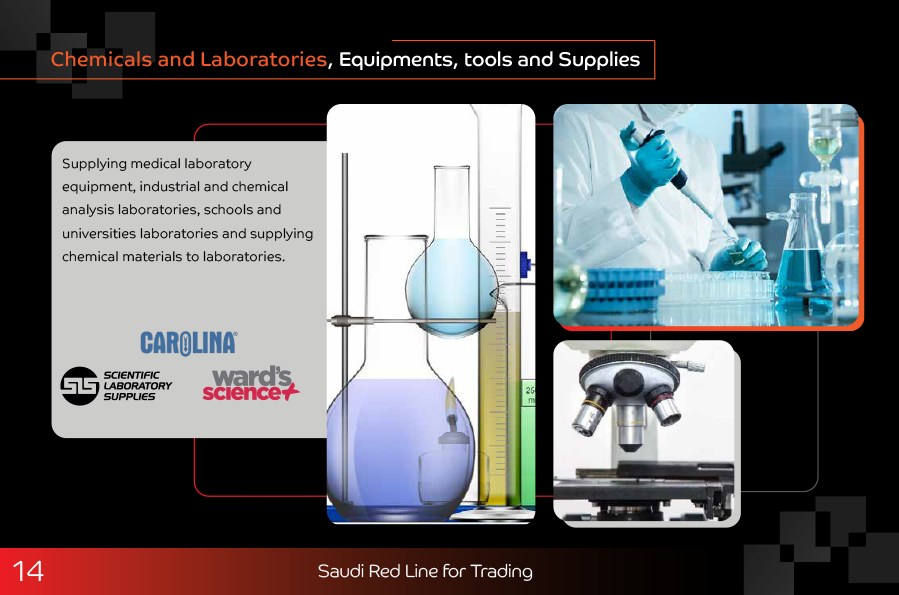 Chemicals and Laboratories, Equipments, tools and Supplies
Supplying medical laboratory
equipment, industrial and chemical
analysis laboratories, schools and
universities laboratories and supplying
chemical materials to laboratories.
CAROLINA®
SLS SCIENTIFIC
LABORATORY
SUPPLIES
ward's
science+
14
Saudi Red Line for Trading